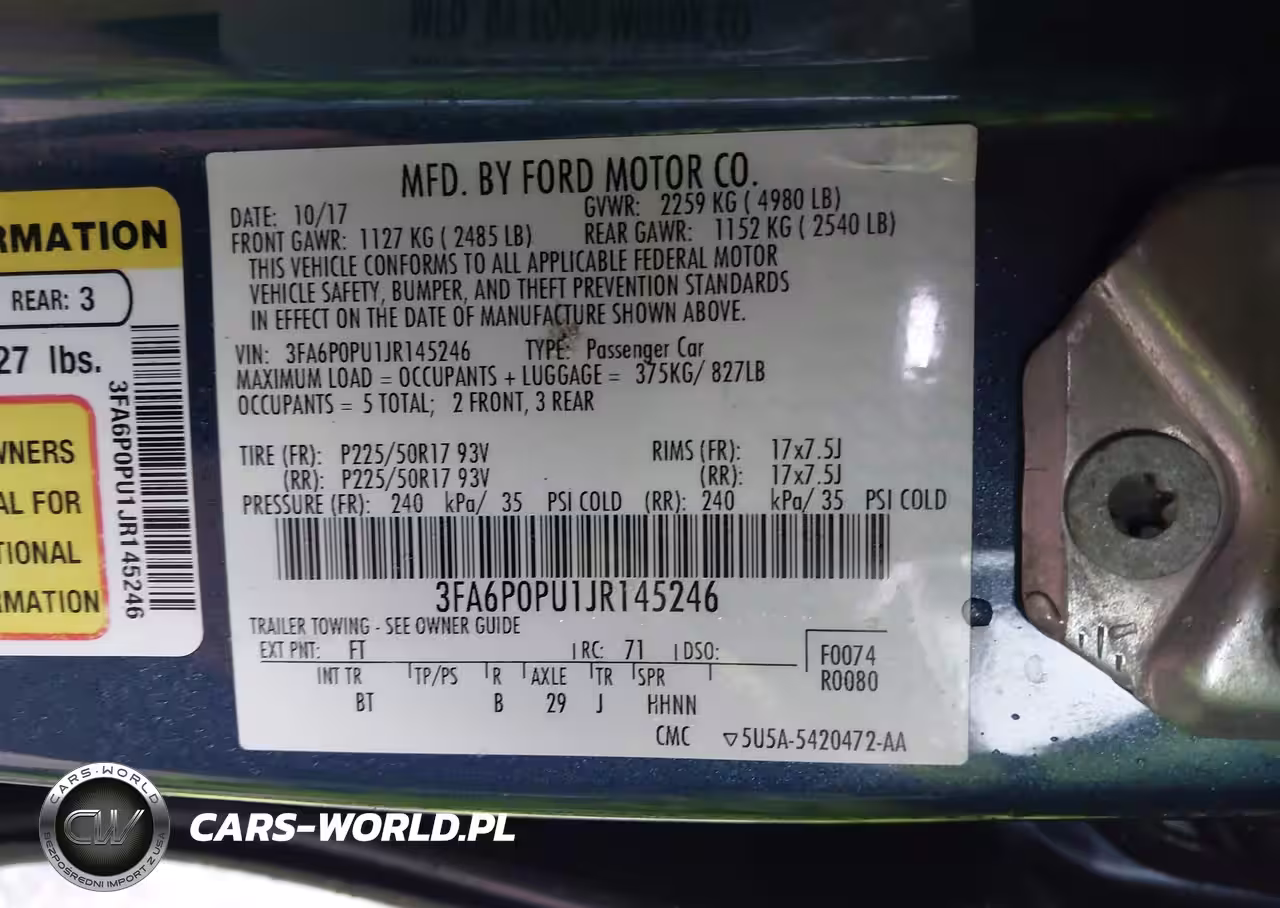 MFD. BY FORD MOTOR CO.
DATE: 10/17 GVWR: 2259 KG ( 4980 LB)
FRONT GAWR: 1127 KG ( 2485 LB) REAR GAWR: 1152 KG ( 2540 LB)
THIS VEHICLE CONFORMS TO ALL APPLICABLE FEDERAL MOTOR
VEHICLE SAFETY, BUMPER, AND THEFT PREVENTION STANDARDS
IN EFFECT ON THE DATE OF MANUFACTURE SHOWN ABOVE.
VIN: 3FA6P0PU1JR145246 TYPE: Passenger Car
MAXIMUM LOAD = OCCUPANTS + LUGGAGE = 375KG/ 827LB
OCCUPANTS = 5 TOTAL; 2 FRONT, 3 REAR
TIRE (FR): P225/50R17 93V RIMS (FR): 17x7.5J
(RR): P225/50R17 93V (RR): 17x7.5J
PRESSURE (FR): 240 kPa/ 35 PSI COLD (RR): 240 kPa/ 35 PSI COLD
3FA6P0PU1JR145246
TRAILER TOWING - SEE OWNER GUIDE
EXT PNT: FT RC: 71 DSO:
INT TR TP/PS R AXLE TR SPR
BT B 29 J HHNN
F0074
R0080
CMC ▽5U5A-5420472-AA
RMATION
REAR: 3
27 lbs.
WNERS
AL FOR
TIONAL
RMATION
3FA6P0PU1JR145246
CARS-WORLD
CW
BEZPOŚREDNI IMPORT Z USA
CARS-WORLD.PL